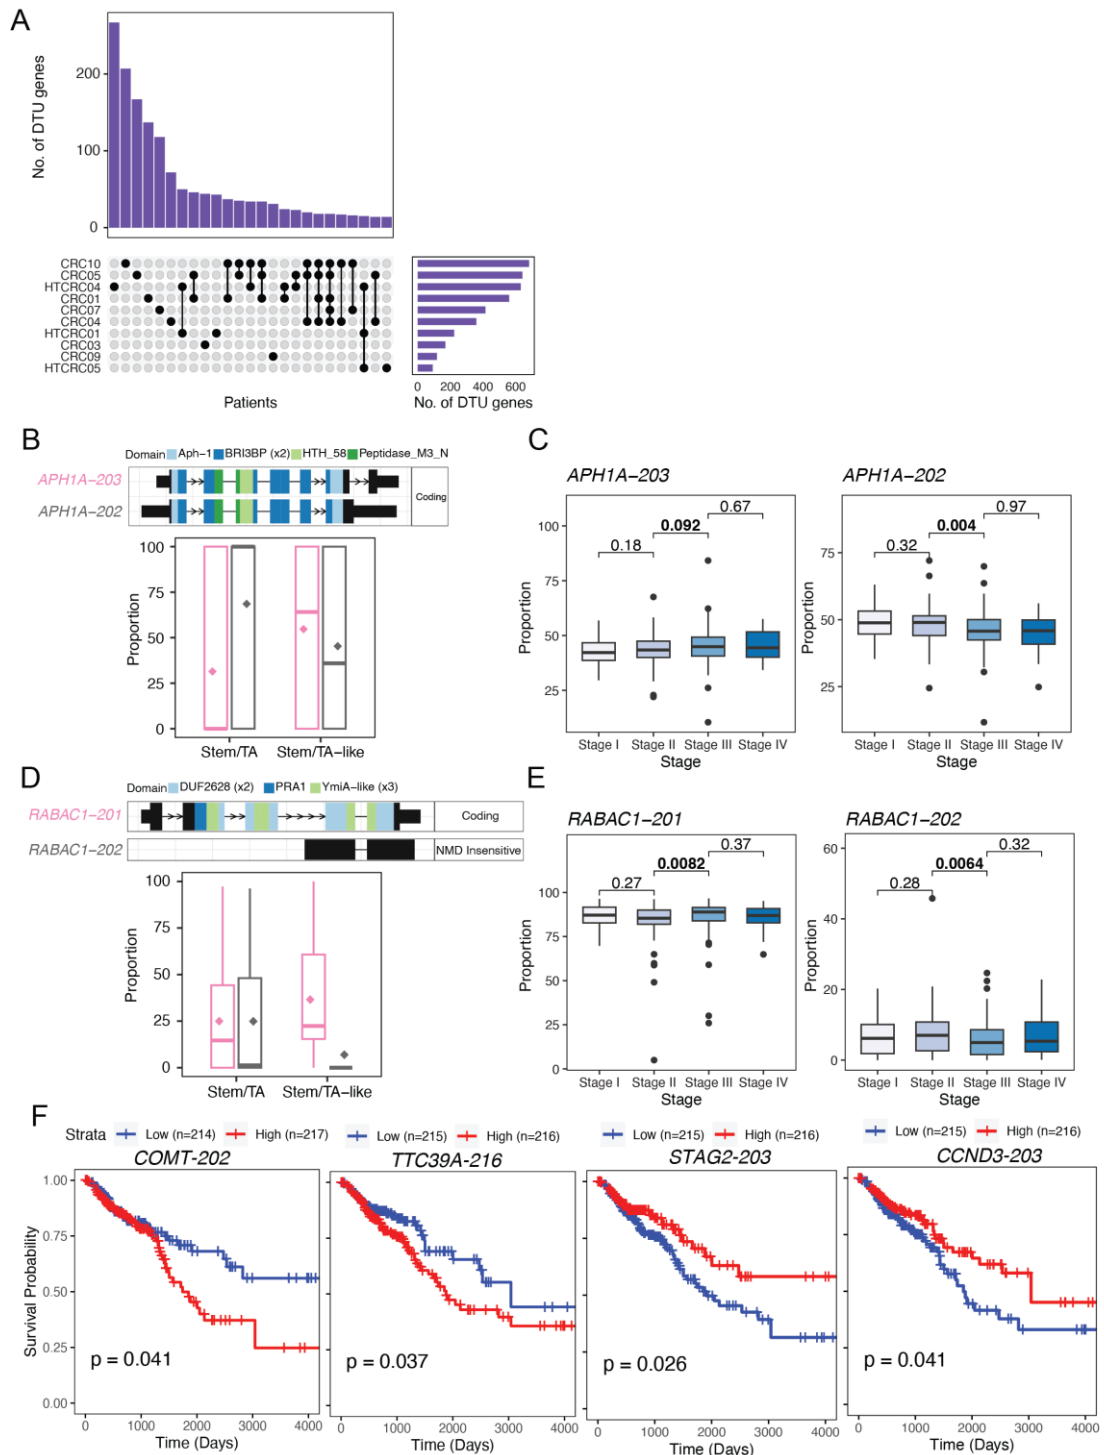 A
No. of DTU genes
200
100
0
CRC10
CRC05
HTCRC04
CRC01
CRC07
CRC04
HTCRC01
CRC03
CRC09
HTCRC05
Patients
0 200 400 600
No. of DTU genes
B
Domain Aph-1 BRI3BP (x2) HTH_58 Peptidase_M3_N
APH1A-203
APH1A-202
Coding
Proportion
100
75
50
25
0
Stem/TA Stem/TA-like
C
APH1A-203
Proportion
100
75
50
25
0.18
0.092
0.67
Stage I Stage II Stage III Stage IV
Stage
APH1A-202
Proportion
75
50
25
0.32
0.004
0.97
Stage I Stage II Stage III Stage IV
Stage
D
Domain DUF2628 (x2) PRA1 YmiA-like (x3)
RABAC1-201
Coding
RABAC1-202
NMD Insensitive
Proportion
100
75
50
25
0
Stem/TA Stem/TA-like
E
RABAC1-201
Proportion
100
75
50
25
0
0.27
0.0082
0.37
Stage I Stage II Stage III Stage IV
Stage
RABAC1-202
Proportion
60
40
20
0
0.28
0.0064
0.32
Stage I Stage II Stage III Stage IV
Stage
F
Strata Low (n=214) High (n=217)
COMT-202
Survival Probability
1.00
0.75
0.50
0.25
0.00
p = 0.041
0 1000 2000 3000 4000
Time (Days)
Low (n=215) High (n=216)
TTC39A-216
p = 0.037
0 1000 2000 3000 4000
Time (Days)
Low (n=215) High (n=216)
STAG2-203
p = 0.026
0 1000 2000 3000 4000
Time (Days)
Low (n=215) High (n=216)
CCND3-203
p = 0.041
0 1000 2000 3000 4000
Time (Days)